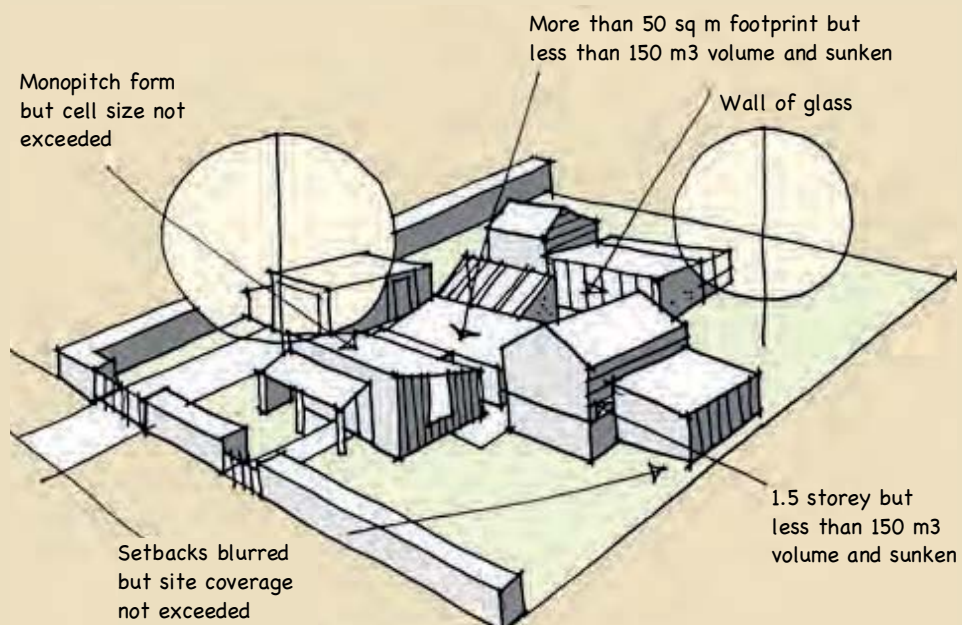 More than 50 sq m footprint but
less than 150 m3 volume and sunken
Monopitch form
but cell size not
exceeded
Wall of glass
1.5 storey but
less than 150 m3
volume and sunken
Setbacks blurred
but site coverage
not exceeded